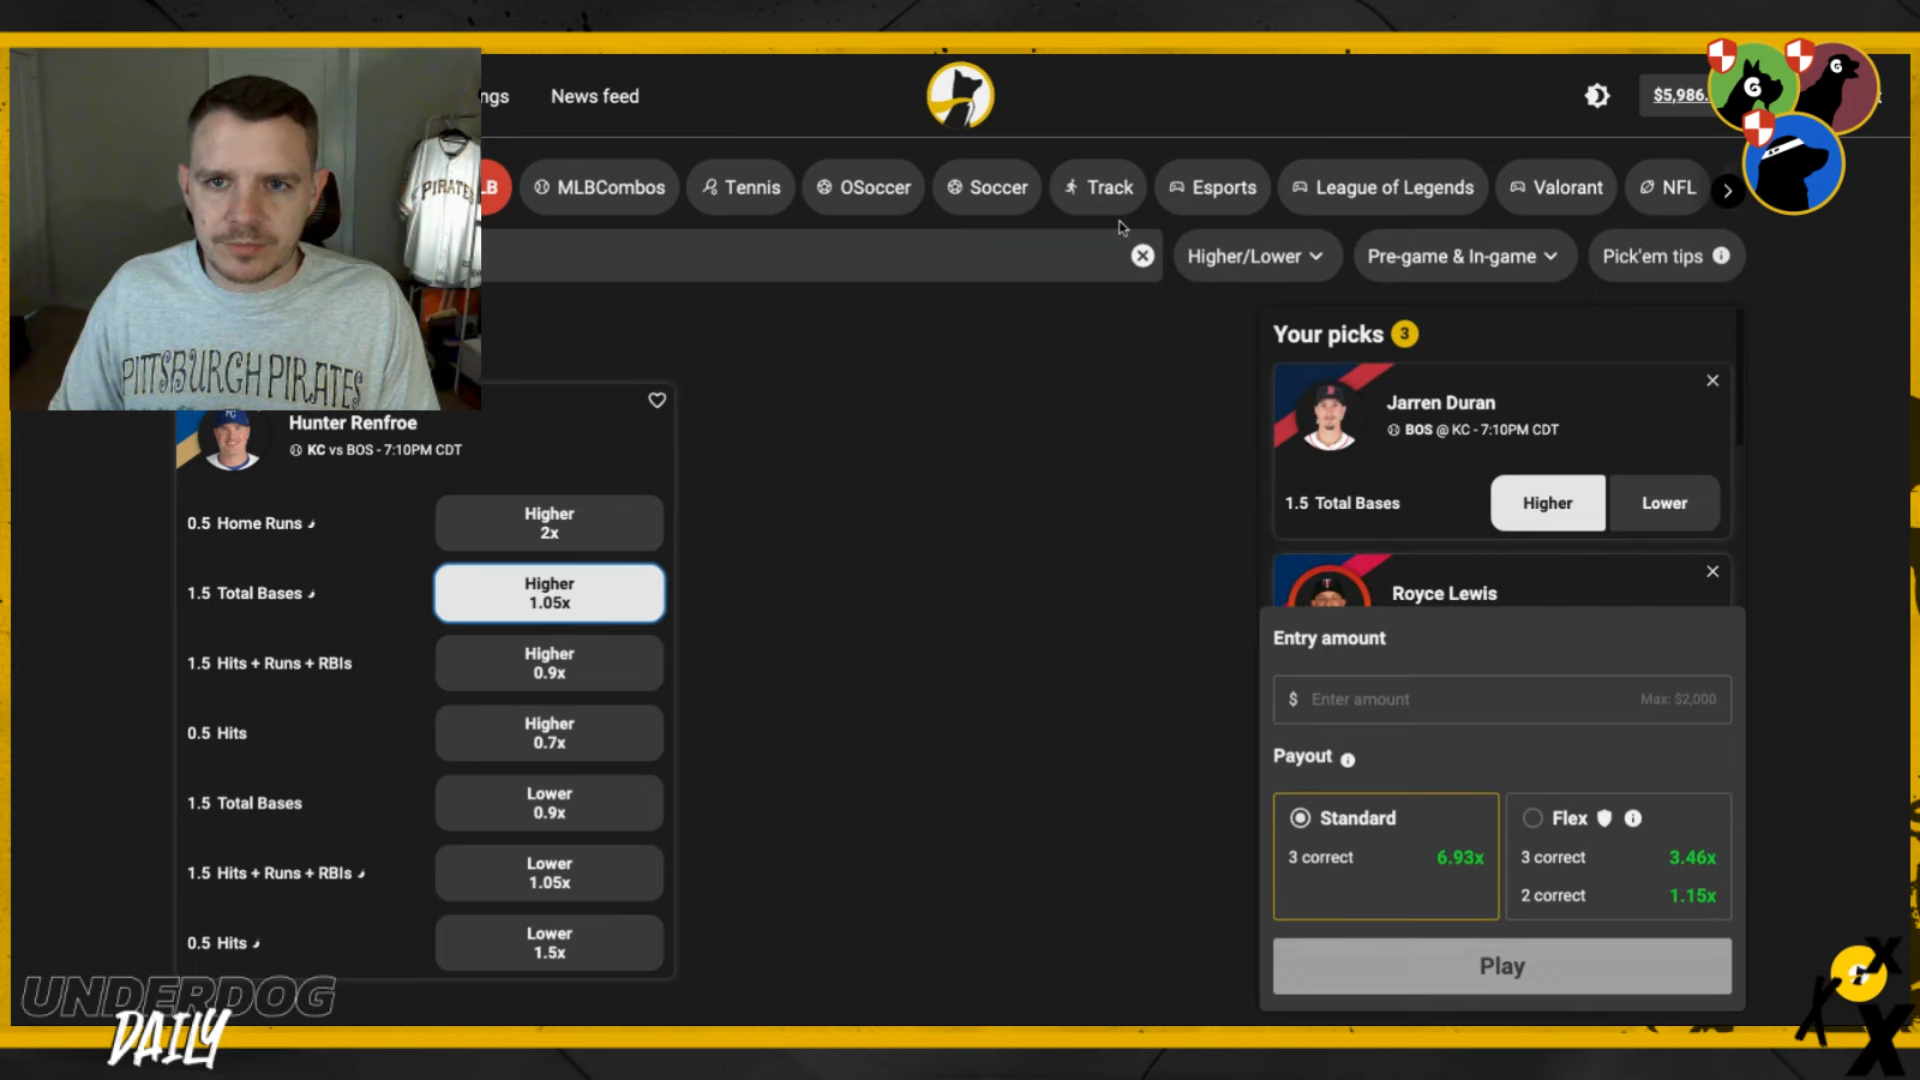 ngs
News feed
$5,986.
LB
MLBCombos
Tennis
OSoccer
Soccer
Track
Esports
League of Legends
Valorant
NFL
Higher/Lower
Pre-game & In-game
Pick'em tips
PIRATES
PITTSBURGH PIRATES
Hunter Renfroe
KC vs BOS - 7:10PM CDT
0.5 Home Runs
Higher
2x
1.5 Total Bases
Higher
1.05x
1.5 Hits + Runs + RBIs
Higher
0.9x
0.5 Hits
Higher
0.7x
1.5 Total Bases
Lower
0.9x
1.5 Hits + Runs + RBIs
Lower
1.05x
0.5 Hits
Lower
1.5x
Your picks 3
Jarren Duran
BOS @ KC - 7:10PM CDT
1.5 Total Bases
Higher
Lower
Royce Lewis
Entry amount
$ Enter amount
Max: $2,000
Payout
Standard
3 correct 6.93x
Flex
3 correct 3.46x
2 correct 1.15x
Play
UNDERDOG
DAILY